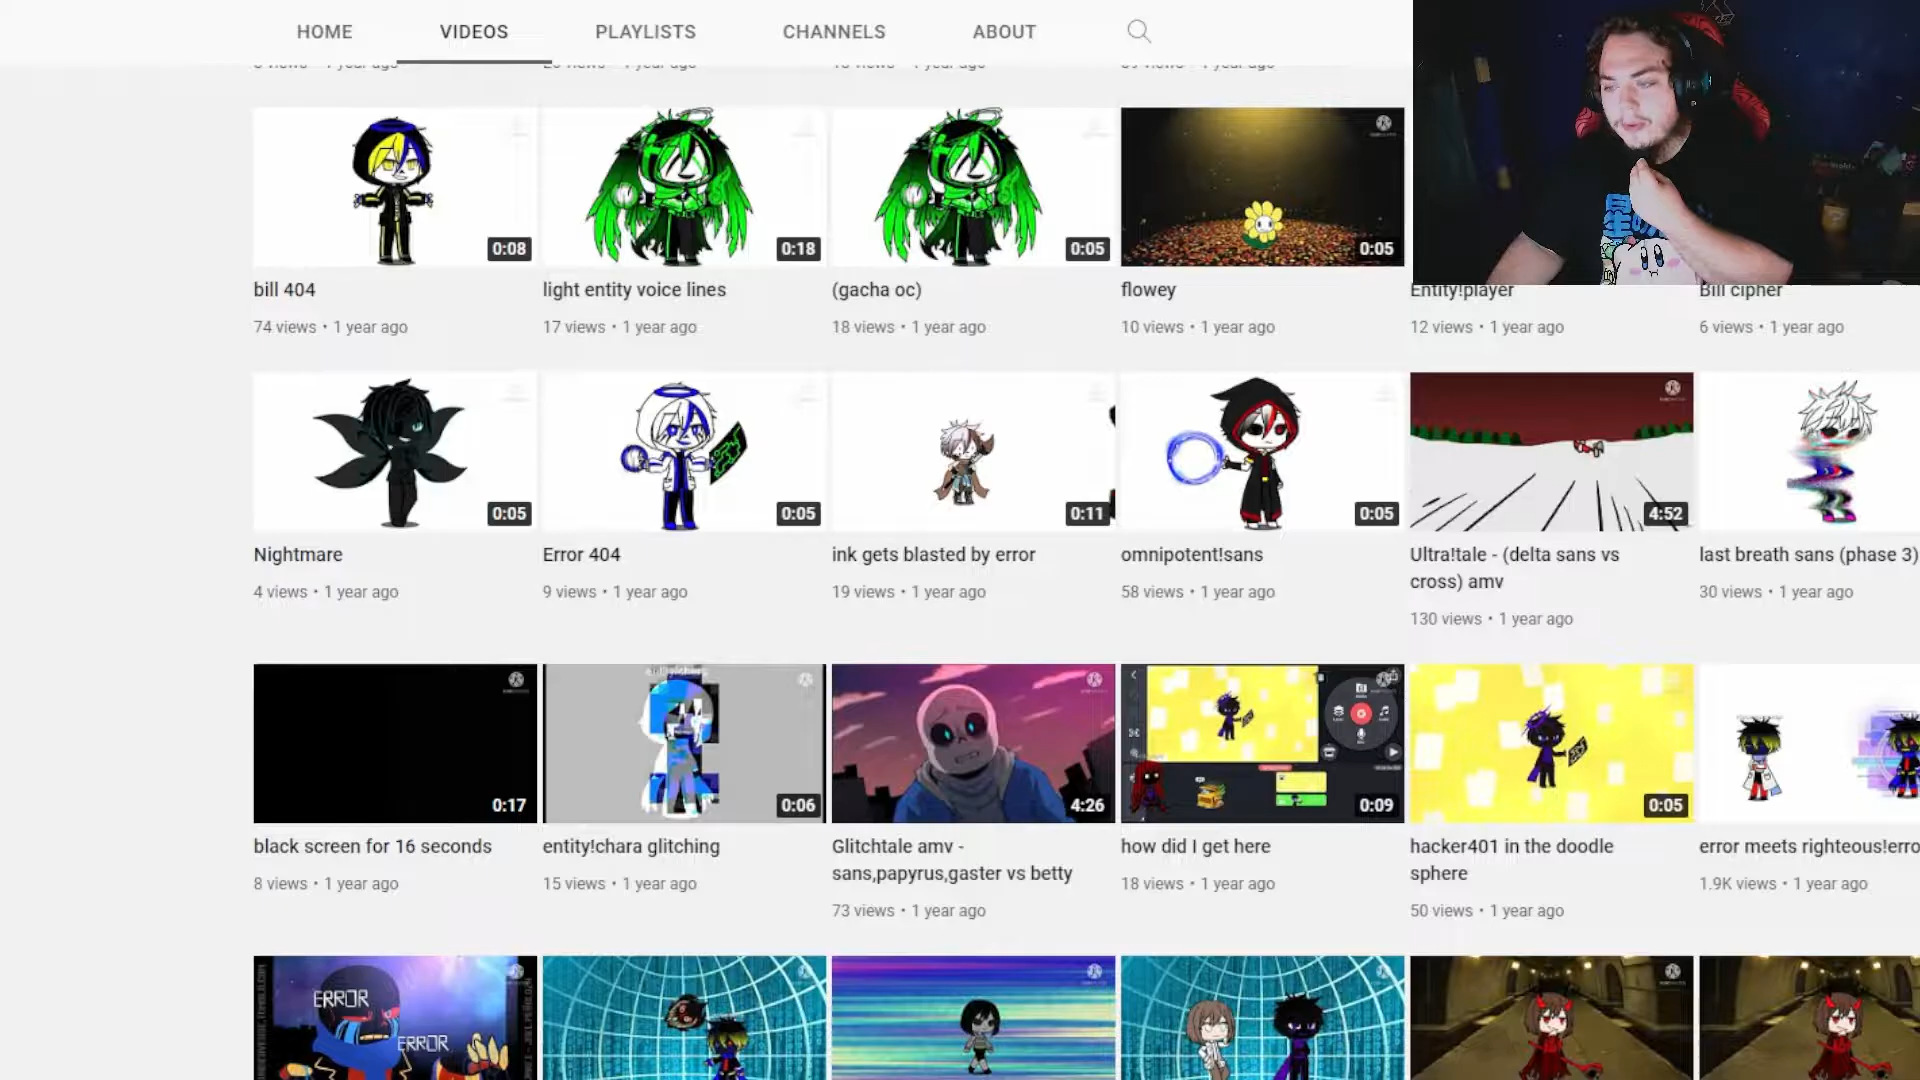 HOME VIDEOS PLAYLISTS CHANNELS ABOUT
0:08 0:18 0:05 0:05
bill 404 light entity voice lines (gacha oc) flowey Entity!player Bill cipher
74 views • 1 year ago 17 views • 1 year ago 18 views • 1 year ago 10 views • 1 year ago 12 views • 1 year ago 6 views • 1 year ago
0:05 0:05 0:11 0:05 4:52
Nightmare Error 404 ink gets blasted by error omnipotent!sans Ultra!tale - (delta sans vs last breath sans (phase 3)
cross) amv
4 views • 1 year ago 9 views • 1 year ago 19 views • 1 year ago 58 views • 1 year ago 30 views • 1 year ago
130 views • 1 year ago
0:17 0:06 4:26 0:09 0:05
black screen for 16 seconds entity!chara glitching Glitchtale amv - how did I get here hacker401 in the doodle error meets righteous!erro
sans,papyrus,gaster vs betty sphere
8 views • 1 year ago 15 views • 1 year ago 18 views • 1 year ago 1.9K views • 1 year ago
73 views • 1 year ago 50 views • 1 year ago
ERROR
ERROR